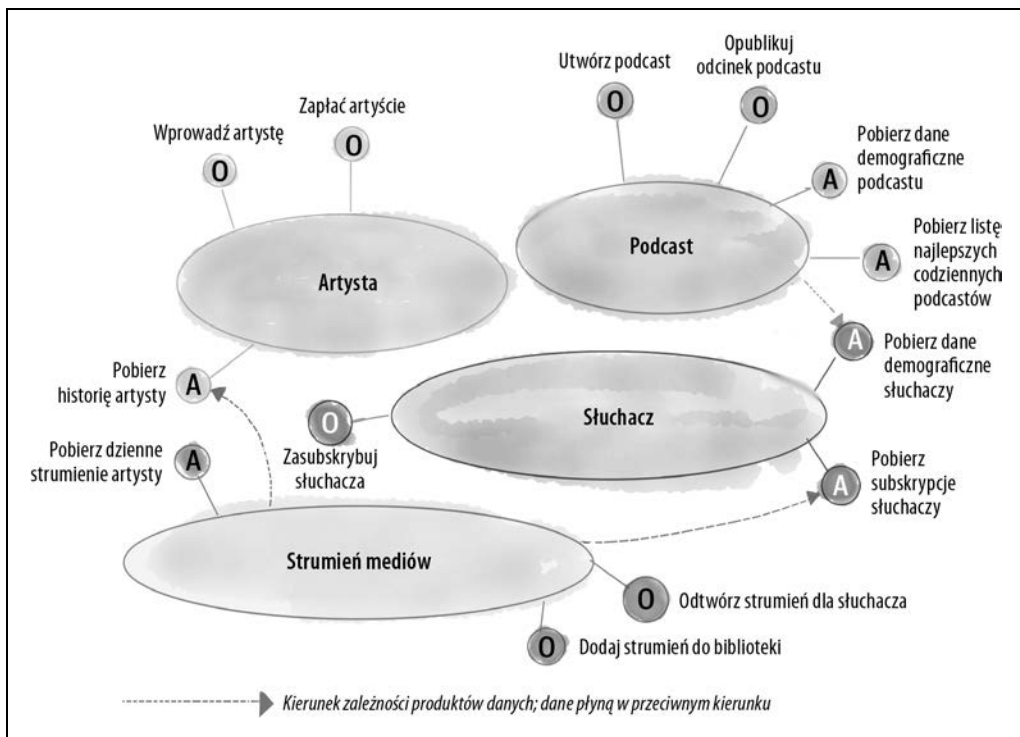 Utwórz podcast
O
Opublikuj
odcinek podcastu
O
Zapłać artyście
O
Wprowadź artystę
O
Pobierz dane
demograficzne
podcastu
A
Podcast
Pobierz listę
najlepszych
codziennych
podcastów
A
Artysta
Pobierz
historię artysty
A
Pobierz dane
demograficzne
słuchaczy
A
Słuchacz
O
Zasubskrybuj
słuchacza
Pobierz dzienne
strumienie artysty
A
Pobierz
subskrypcje
słuchaczy
A
Strumień mediów
O
Odtwórz strumień dla słuchacza
O
Dodaj strumień do biblioteki
Kierunek zależności produktów danych; dane płyną w przeciwnym kierunku